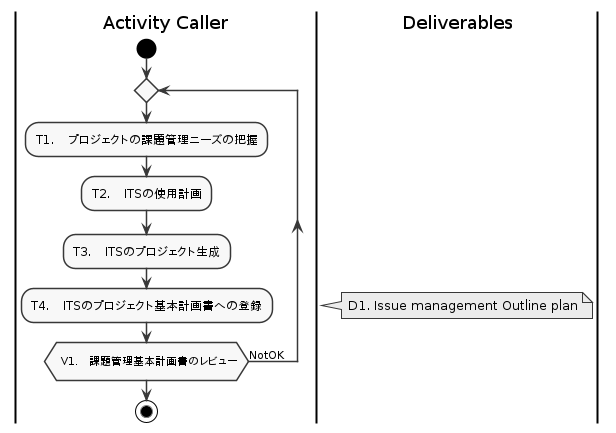 Activity Caller
Deliverables
T1. プロジェクトの課題管理ニーズの把握
T2. ITSの使用計画
T3. ITSのプロジェクト生成
T4. ITSのプロジェクト基本計画書への登録
D1. Issue management Outline plan
V1. 課題管理基本計画書のレビュー
NotOK